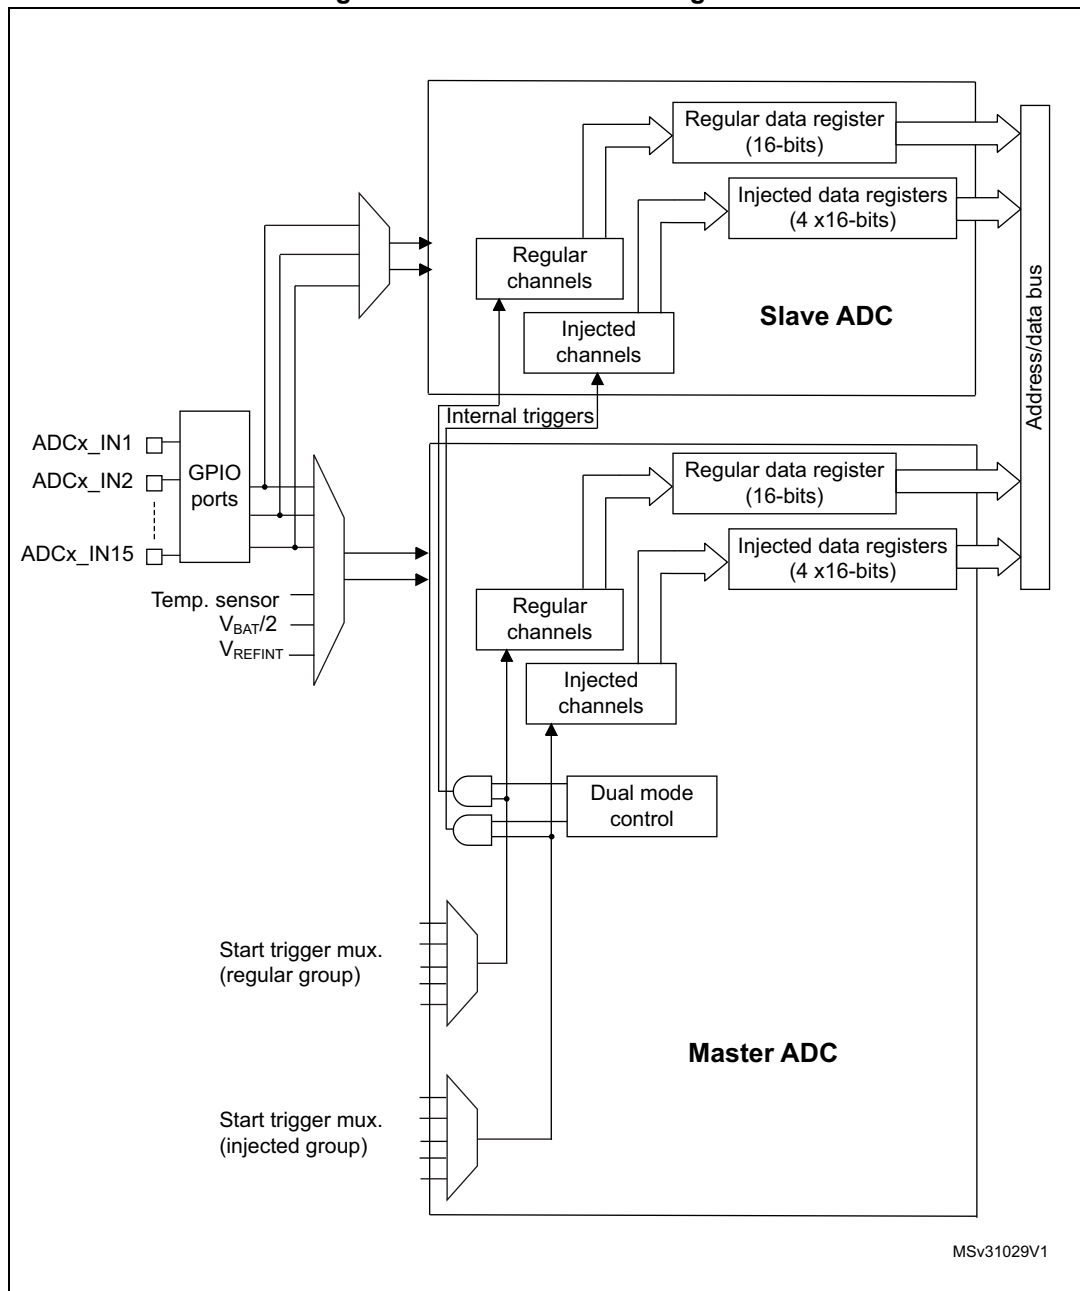 Regular data register
(16-bits)
Injected data registers
(4 x16-bits)
Regular
channels
Injected
channels
Slave ADC
Address/data bus
Internal triggers
ADCx_IN1
ADCx_IN2
ADCx_IN15
GPIO
ports
Temp. sensor
VBAT/2
VREFINT
Regular data register
(16-bits)
Injected data registers
(4 x16-bits)
Regular
channels
Injected
channels
Dual mode
control
Start trigger mux.
(regular group)
Master ADC
Start trigger mux.
(injected group)
MSv31029V1